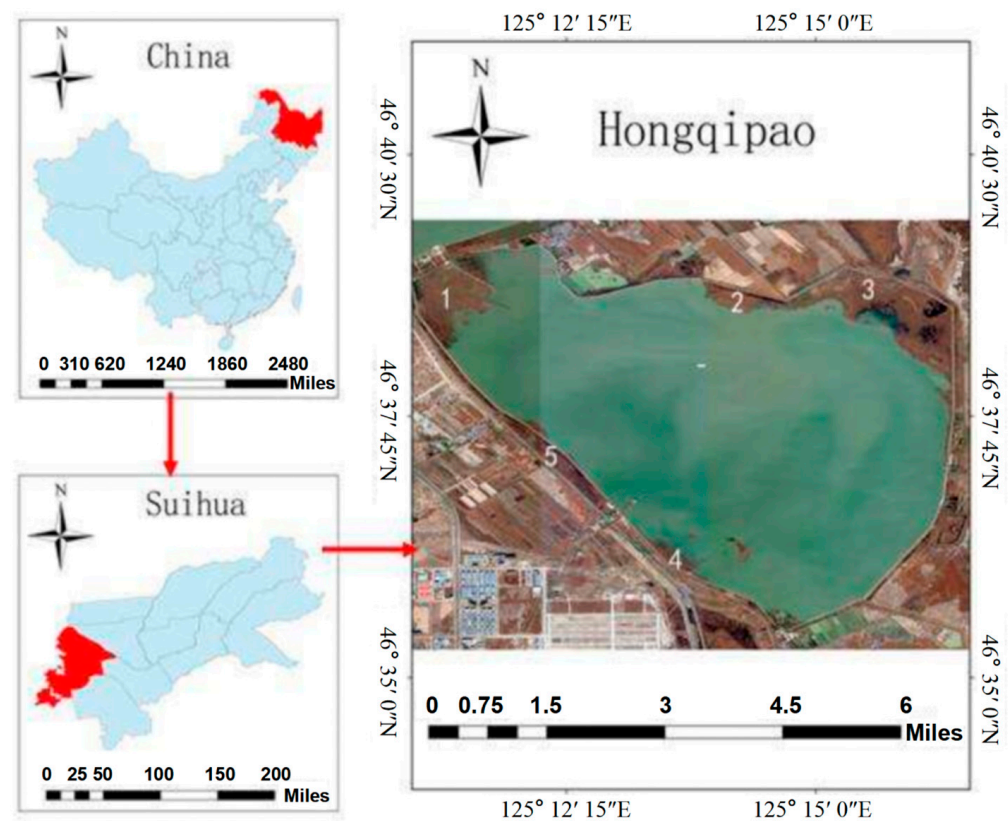 N
China
0 310 620 1240 1860 2480
Miles
N
Suihua
0 25 50 100 150 200
Miles
125° 12′ 15″E 125° 15′ 0″E
N
Hongqipao
46° 40′ 30″N
46° 40′ 30″N
1
2
3
46° 37′ 45″N
46° 37′ 45″N
5
4
46° 35′ 0″N
46° 35′ 0″N
0 0.75 1.5 3 4.5 6
Miles
125° 12′ 15″E 125° 15′ 0″E